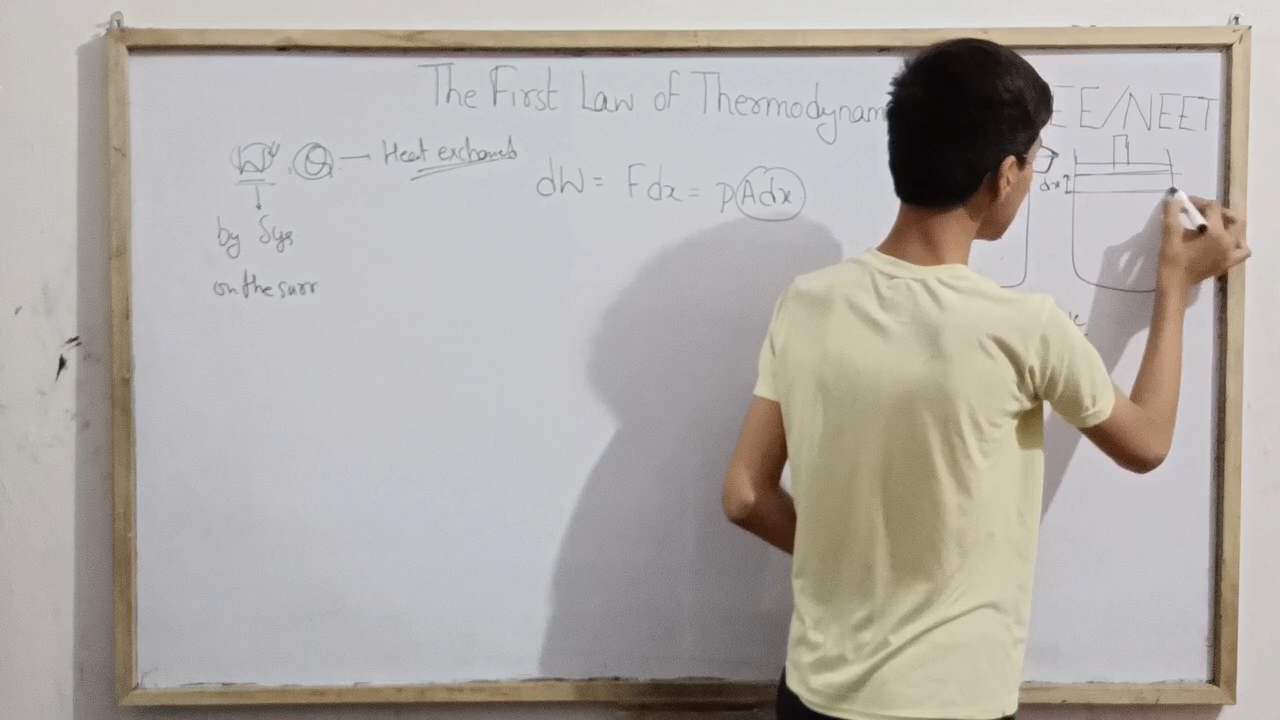 The First Law of Thermodynam EE/NEET
W, Q — Heat exchanged
dW = Fdx = pAdx
dx
by Sys
on the surr